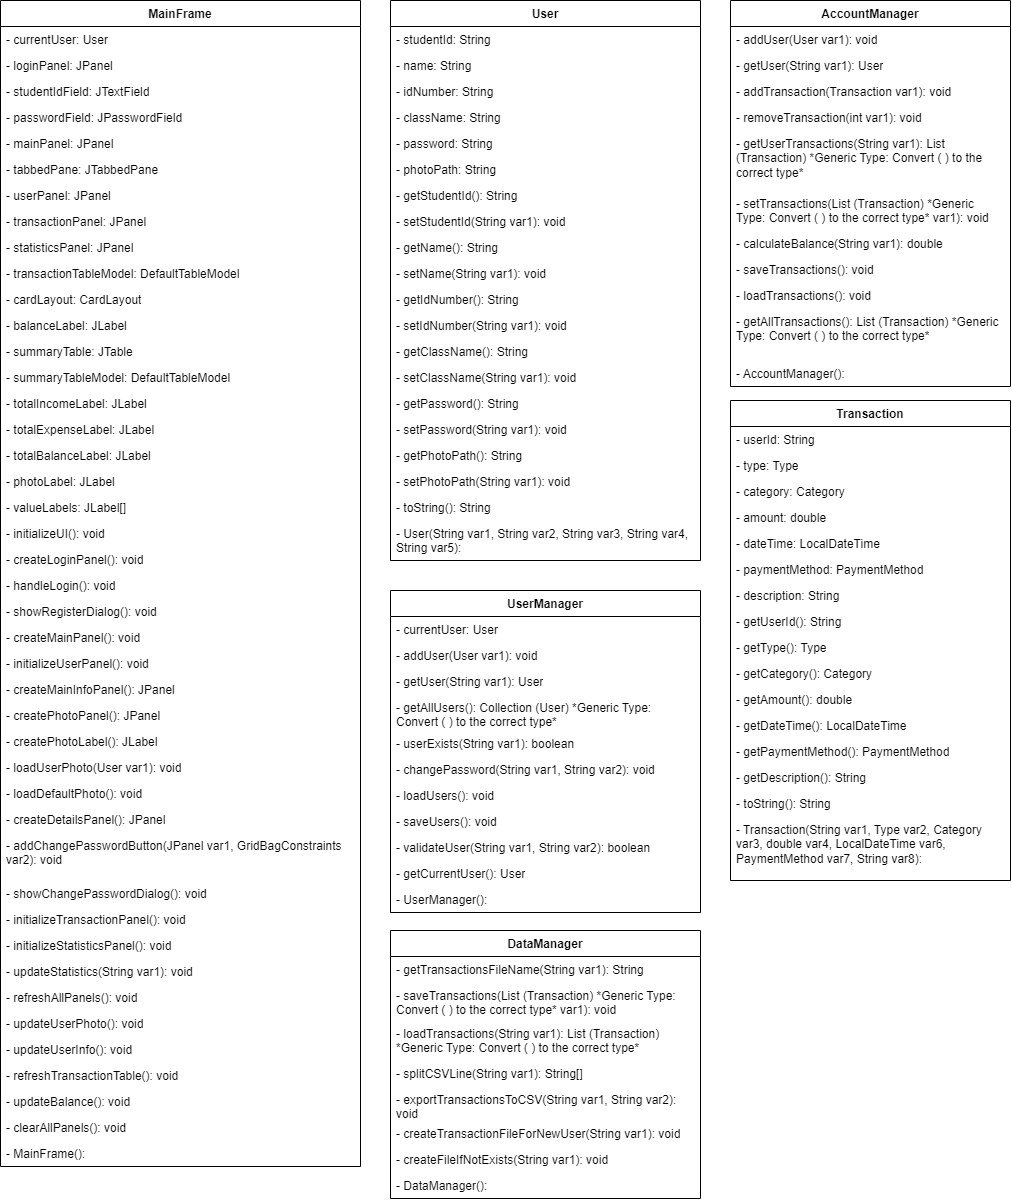 MainFrame
- currentUser: User
- loginPanel: JPanel
- studentIdField: JTextField
- passwordField: JPasswordField
- mainPanel: JPanel
- tabbedPane: JTabbedPane
- userPanel: JPanel
- transactionPanel: JPanel
- statisticsPanel: JPanel
- transactionTableModel: DefaultTableModel
- cardLayout: CardLayout
- balanceLabel: JLabel
- summaryTable: JTable
- summaryTableModel: DefaultTableModel
- totalIncomeLabel: JLabel
- totalExpenseLabel: JLabel
- totalBalanceLabel: JLabel
- photoLabel: JLabel
- valueLabels: JLabel[]
- initializeUI(): void
- createLoginPanel(): void
- handleLogin(): void
- showRegisterDialog(): void
- createMainPanel(): void
- initializeUserPanel(): void
- createMainInfoPanel(): JPanel
- createPhotoPanel(): JPanel
- createPhotoLabel(): JLabel
- loadUserPhoto(User var1): void
- loadDefaultPhoto(): void
- createDetailsPanel(): JPanel
- addChangePasswordButton(JPanel var1, GridBagConstraints
var2): void
- showChangePasswordDialog(): void
- initializeTransactionPanel(): void
- initializeStatisticsPanel(): void
- updateStatistics(String var1): void
- refreshAllPanels(): void
- updateUserPhoto(): void
- updateUserInfo(): void
- refreshTransactionTable(): void
- updateBalance(): void
- clearAllPanels(): void
- MainFrame():
User
- studentId: String
- name: String
- idNumber: String
- className: String
- password: String
- photoPath: String
- getStudentId(): String
- setStudentId(String var1): void
- getName(): String
- setName(String var1): void
- getIdNumber(): String
- setIdNumber(String var1): void
- getClassName(): String
- setClassName(String var1): void
- getPassword(): String
- setPassword(String var1): void
- getPhotoPath(): String
- setPhotoPath(String var1): void
- toString(): String
- User(String var1, String var2, String var3, String var4,
String var5):
UserManager
- currentUser: User
- addUser(User var1): void
- getUser(String var1): User
- getAllUsers(): Collection (User) *Generic Type:
Convert ( ) to the correct type*
- userExists(String var1): boolean
- changePassword(String var1, String var2): void
- loadUsers(): void
- saveUsers(): void
- validateUser(String var1, String var2): boolean
- getCurrentUser(): User
- UserManager():
DataManager
- getTransactionsFileName(String var1): String
- saveTransactions(List (Transaction) *Generic Type:
Convert ( ) to the correct type* var1): void
- loadTransactions(String var1): List (Transaction)
*Generic Type: Convert ( ) to the correct type*
- splitCSVLine(String var1): String[]
- exportTransactionsToCSV(String var1, String var2):
void
- createTransactionFileForNewUser(String var1): void
- createFileIfNotExists(String var1): void
- DataManager():
AccountManager
- addUser(User var1): void
- getUser(String var1): User
- addTransaction(Transaction var1): void
- removeTransaction(int var1): void
- getUserTransactions(String var1): List
(Transaction) *Generic Type: Convert ( ) to the
correct type*
- setTransactions(List (Transaction) *Generic
Type: Convert ( ) to the correct type* var1): void
- calculateBalance(String var1): double
- saveTransactions(): void
- loadTransactions(): void
- getAllTransactions(): List (Transaction) *Generic
Type: Convert ( ) to the correct type*
- AccountManager():
Transaction
- userId: String
- type: Type
- category: Category
- amount: double
- dateTime: LocalDateTime
- paymentMethod: PaymentMethod
- description: String
- getUserId(): String
- getType(): Type
- getCategory(): Category
- getAmount(): double
- getDateTime(): LocalDateTime
- getPaymentMethod(): PaymentMethod
- getDescription(): String
- toString(): String
- Transaction(String var1, Type var2, Category
var3, double var4, LocalDateTime var6,
PaymentMethod var7, String var8):